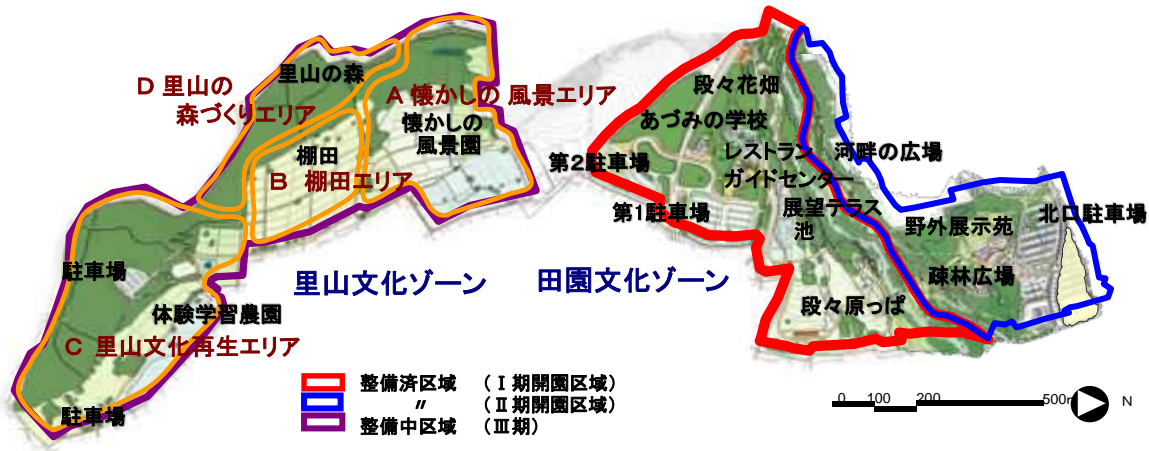 D 里山の
森づくりエリア
里山の森
A 懐かしの 風景エリア
懐かしの
風景園
棚田
B 棚田エリア
駐車場
体験学習農園
C 里山文化再生エリア
駐車場
里山文化ゾーン
田園文化ゾーン
段々花畑
あづみの学校
第2駐車場
レストラン
ガイドセンター
河畔の広場
第1駐車場
展望テラス
池
野外展示苑
北口駐車場
疎林広場
段々原っぱ
整備済区域 (Ⅰ期開園区域)
〃 (Ⅱ期開園区域)
整備中区域 (Ⅲ期)
0 100 200 500m
N